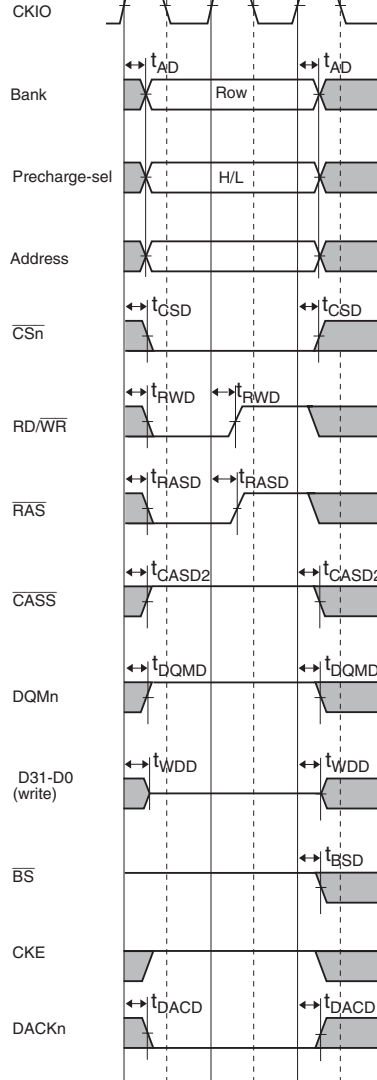 CKIO
tAD tAD
Bank Row
Precharge-sel H/L
Address
tCSD tCSD
CSn
tRWD tRWD
RD/WR
tRASD tRASD
RAS
tCASD2 tCASD2
CASS
tDQMD tDQMD
DQMn
tWDD tWDD
D31-D0
(write)
tBSD
BS
CKE
tDACD tDACD
DACKn